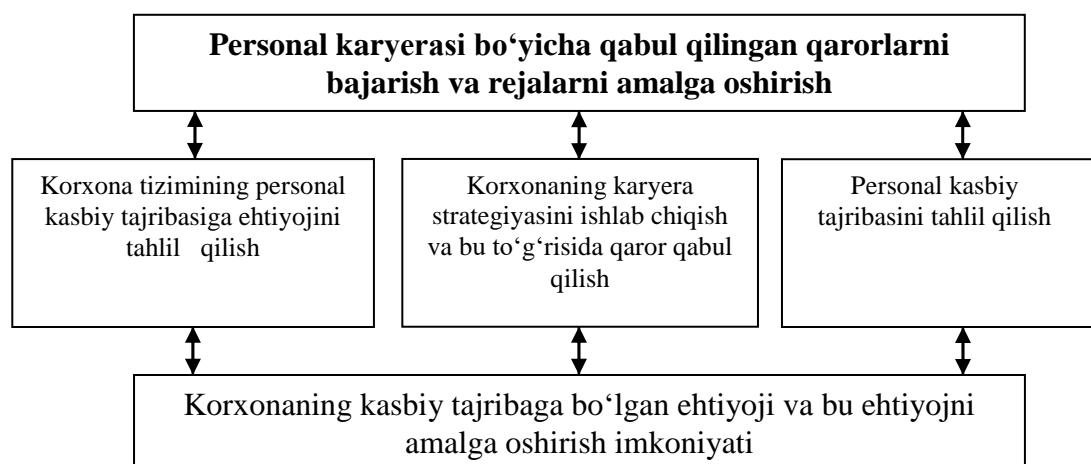 Personal karyerasi bo‘yicha qabul qilingan qarorlarni
bajarish va rejalarni amalga oshirish
Korxona tizimining personal
kasbiy tajribasiga ehtiyojini
tahlil qilish
Korxonaning karyera
strategiyasini ishlab chiqish
va bu to‘g‘risida qaror qabul
qilish
Personal kasbiy
tajribasini tahlil qilish
Korxonaning kasbiy tajribaga bo‘lgan ehtiyoji va bu ehtiyojni
amalga oshirish imkoniyati